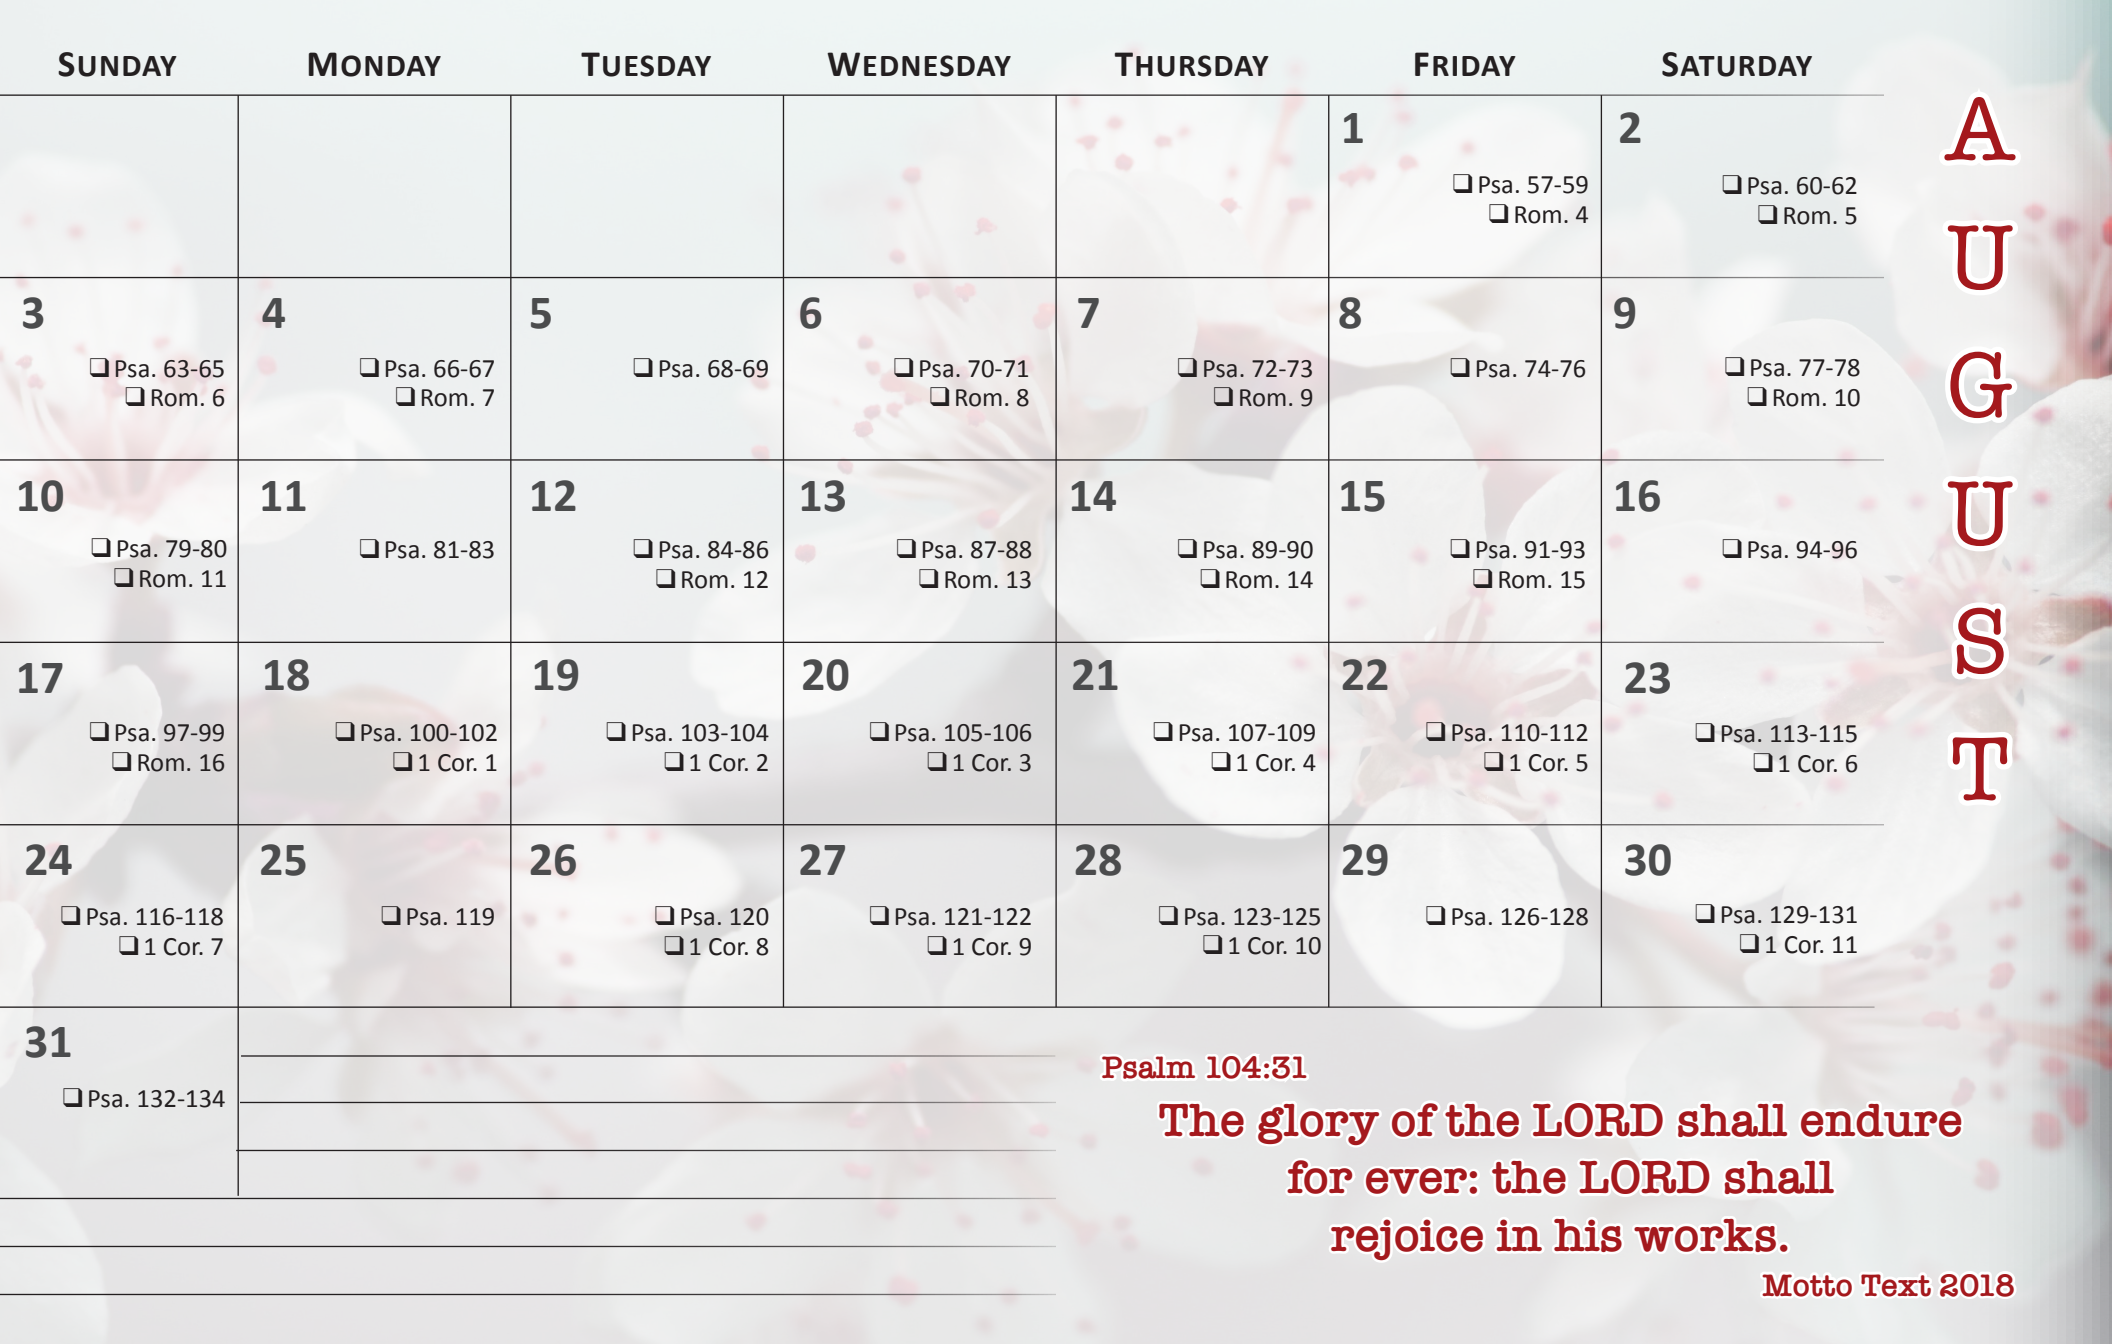 SUNDAY MONDAY TUESDAY WEDNESDAY THURSDAY FRIDAY SATURDAY
A
U
G
U
S
T
1
❑ Psa. 57-59
❑ Rom. 4
2
❑ Psa. 60-62
❑ Rom. 5
3
❑ Psa. 63-65
❑ Rom. 6
4
❑ Psa. 66-67
❑ Rom. 7
5
❑ Psa. 68-69
6
❑ Psa. 70-71
❑ Rom. 8
7
❑ Psa. 72-73
❑ Rom. 9
8
❑ Psa. 74-76
9
❑ Psa. 77-78
❑ Rom. 10
10
❑ Psa. 79-80
❑ Rom. 11
11
❑ Psa. 81-83
12
❑ Psa. 84-86
❑ Rom. 12
13
❑ Psa. 87-88
❑ Rom. 13
14
❑ Psa. 89-90
❑ Rom. 14
15
❑ Psa. 91-93
❑ Rom. 15
16
❑ Psa. 94-96
17
❑ Psa. 97-99
❑ Rom. 16
18
❑ Psa. 100-102
❑ 1 Cor. 1
19
❑ Psa. 103-104
❑ 1 Cor. 2
20
❑ Psa. 105-106
❑ 1 Cor. 3
21
❑ Psa. 107-109
❑ 1 Cor. 4
22
❑ Psa. 110-112
❑ 1 Cor. 5
23
❑ Psa. 113-115
❑ 1 Cor. 6
24
❑ Psa. 116-118
❑ 1 Cor. 7
25
❑ Psa. 119
26
❑ Psa. 120
❑ 1 Cor. 8
27
❑ Psa. 121-122
❑ 1 Cor. 9
28
❑ Psa. 123-125
❑ 1 Cor. 10
29
❑ Psa. 126-128
30
❑ Psa. 129-131
❑ 1 Cor. 11
31
❑ Psa. 132-134
Psalm 104:31
The glory of the LORD shall endure
for ever: the LORD shall
rejoice in his works.
Motto Text 2018